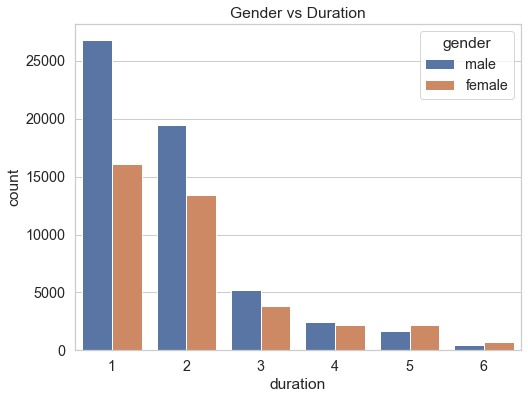 Gender vs Duration
gender
male
female
25000
20000
15000
10000
5000
0
count
1 2 3 4 5 6
duration